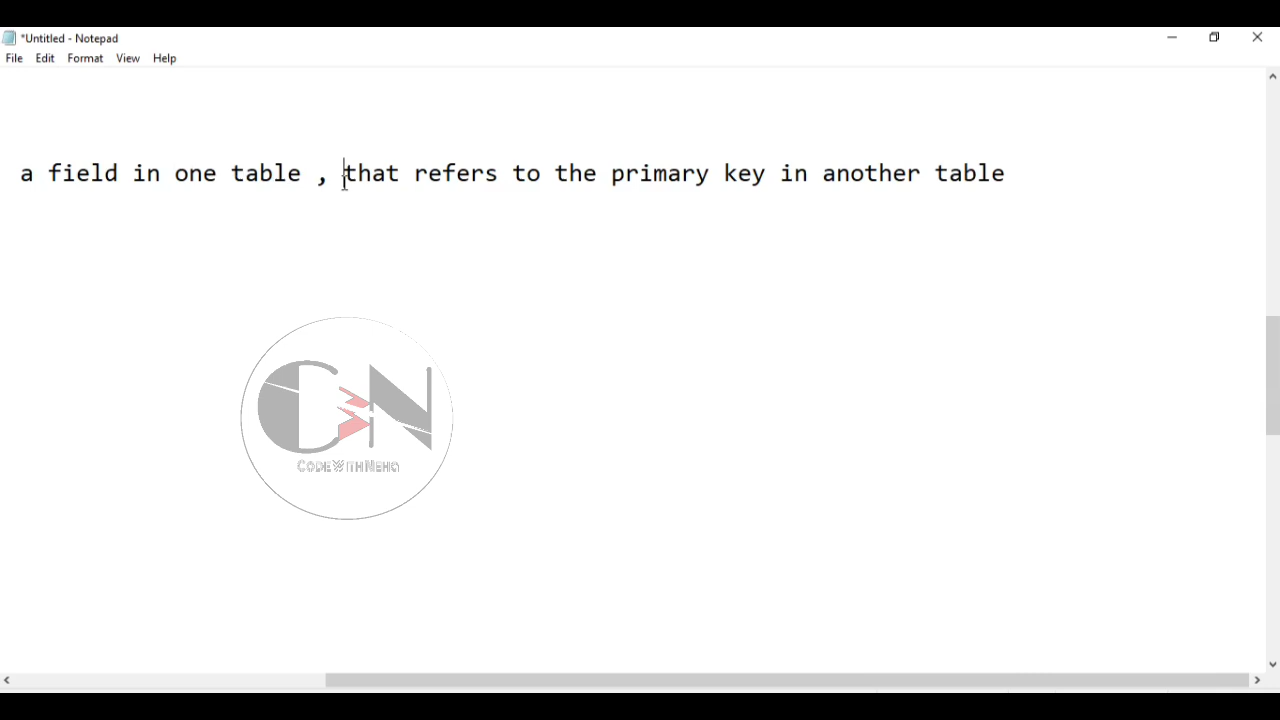 *Untitled - Notepad
File Edit Format View Help
a field in one table , that refers to the primary key in another table
CODEWITHNEHO